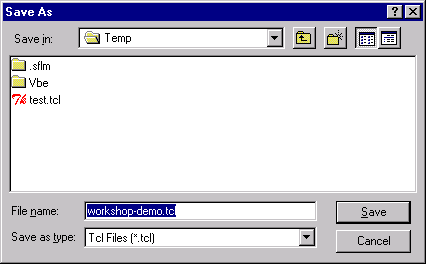 Save As
Save in: Temp
.sflm
Vbe
test.tcl
File name: workshop-demo.tcl Save
Save as type: Tcl Files (*.tcl) Cancel